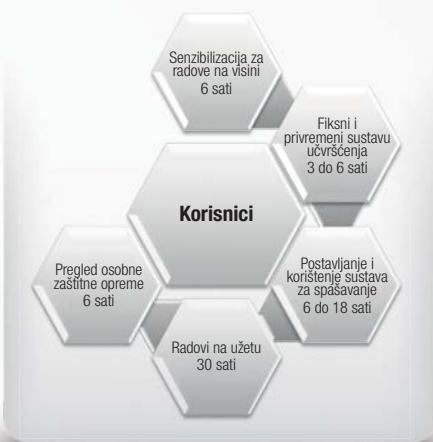 Senzibilizacija za
radove na visini
6 sati
Fiksni i
privremeni sustavu
učvršćenja
3 do 6 sati
Korisnici
Postavljanje i
korištenje sustava
za spašavanje
6 do 18 sati
Pregled osobne
zaštitne opreme
6 sati
Radovi na užetu
30 sati